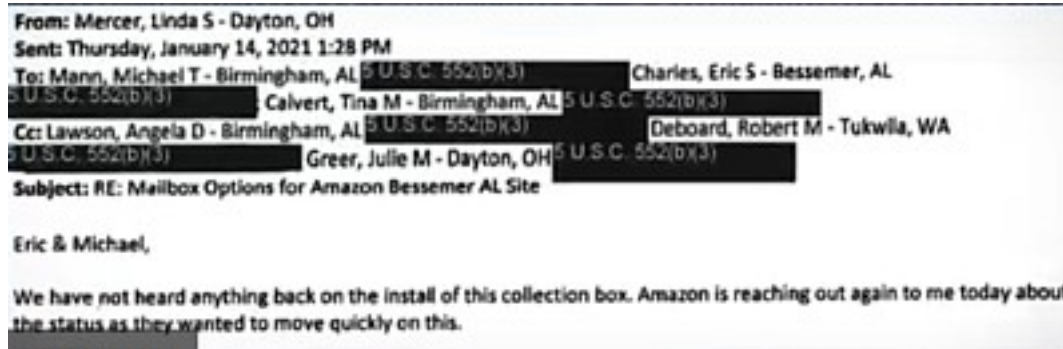 From: Mercer, Linda S - Dayton, OH
Sent: Thursday, January 14, 2021 1:28 PM
To: Mann, Michael T - Birmingham, AL 5 U.S.C. 552(b)(3) Charles, Eric S - Bessemer, AL
5 U.S.C. 552(b)(3) Calvert, Tina M - Birmingham, AL 5 U.S.C. 552(b)(3)
Cc: Lawson, Angela D - Birmingham, AL 5 U.S.C. 552(b)(3) Deboard, Robert M - Tukwila, WA
5 U.S.C. 552(b)(3) Greer, Julie M - Dayton, OH 5 U.S.C. 552(b)(3)
Subject: RE: Mailbox Options for Amazon Bessemer AL Site
Eric & Michael,
We have not heard anything back on the install of this collection box. Amazon is reaching out again to me today about
the status as they wanted to move quickly on this.